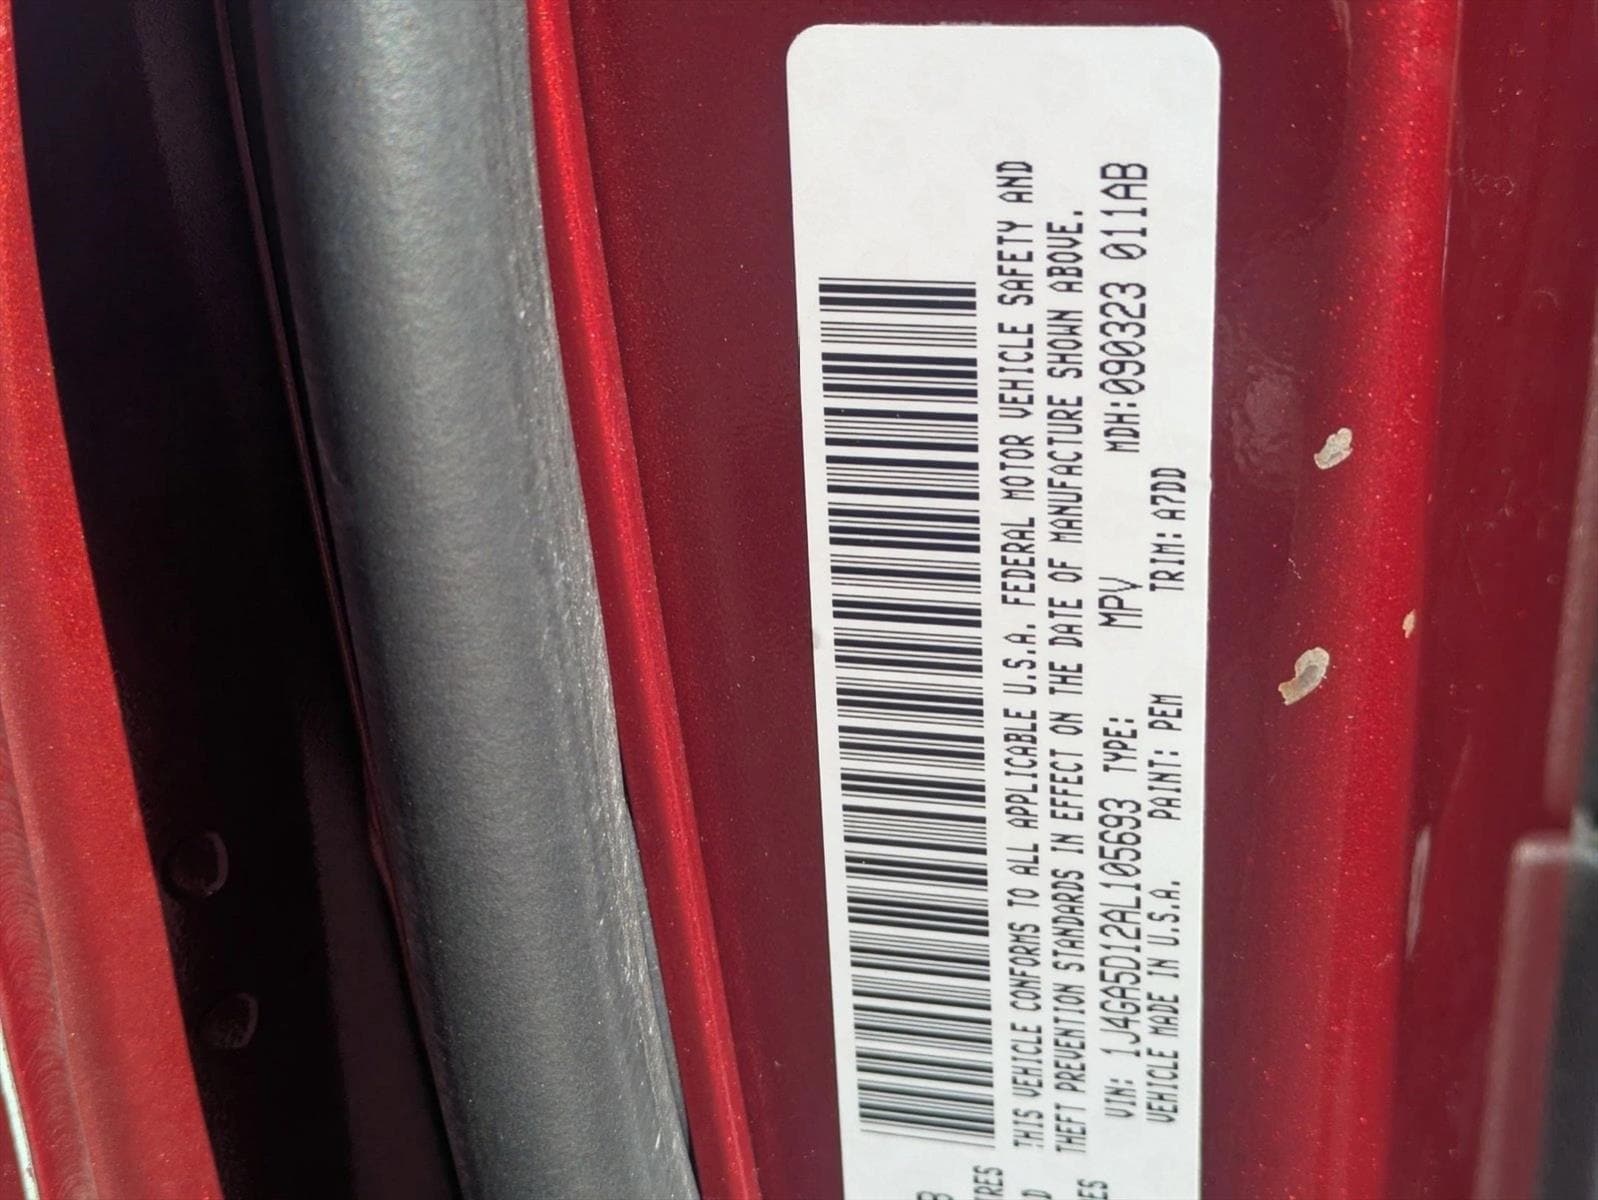 THIS VEHICLE CONFORMS TO ALL APPLICABLE U.S.A. FEDERAL MOTOR VEHICLE SAFETY AND
THEFT PREVENTION STANDARDS IN EFFECT ON THE DATE OF MANUFACTURE SHOWN ABOVE.
VIN: 1J4GA5D12AL105693 TYPE: MPV MDH:090323 011AB
VEHICLE MADE IN U.S.A. PAINT: PEM TRIM: A7DD